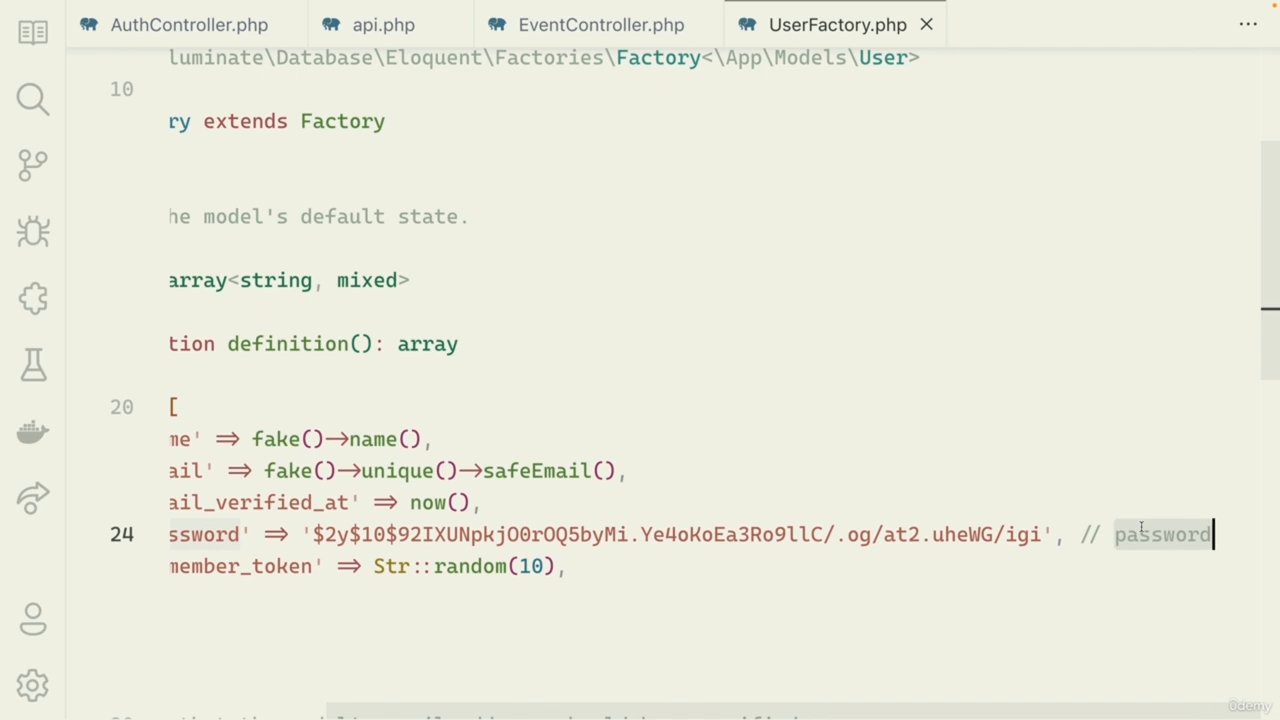 AuthController.php
api.php
EventController.php
UserFactory.php
luminate\Database\Eloquent\Factories\Factory<\App\Models\User>
10
ry extends Factory
he model's default state.
array<string, mixed>
tion definition(): array
20 [
me' => fake()->name(),
ail' => fake()->unique()->safeEmail(),
ail_verified_at' => now(),
24 ssword' => '$2y$10$92IXUNpkjO0rOQ5byMi.Ye4oKoEa3Ro9llC/.og/at2.uheWG/igi', // password
member_token' => Str::random(10),
ûdemy